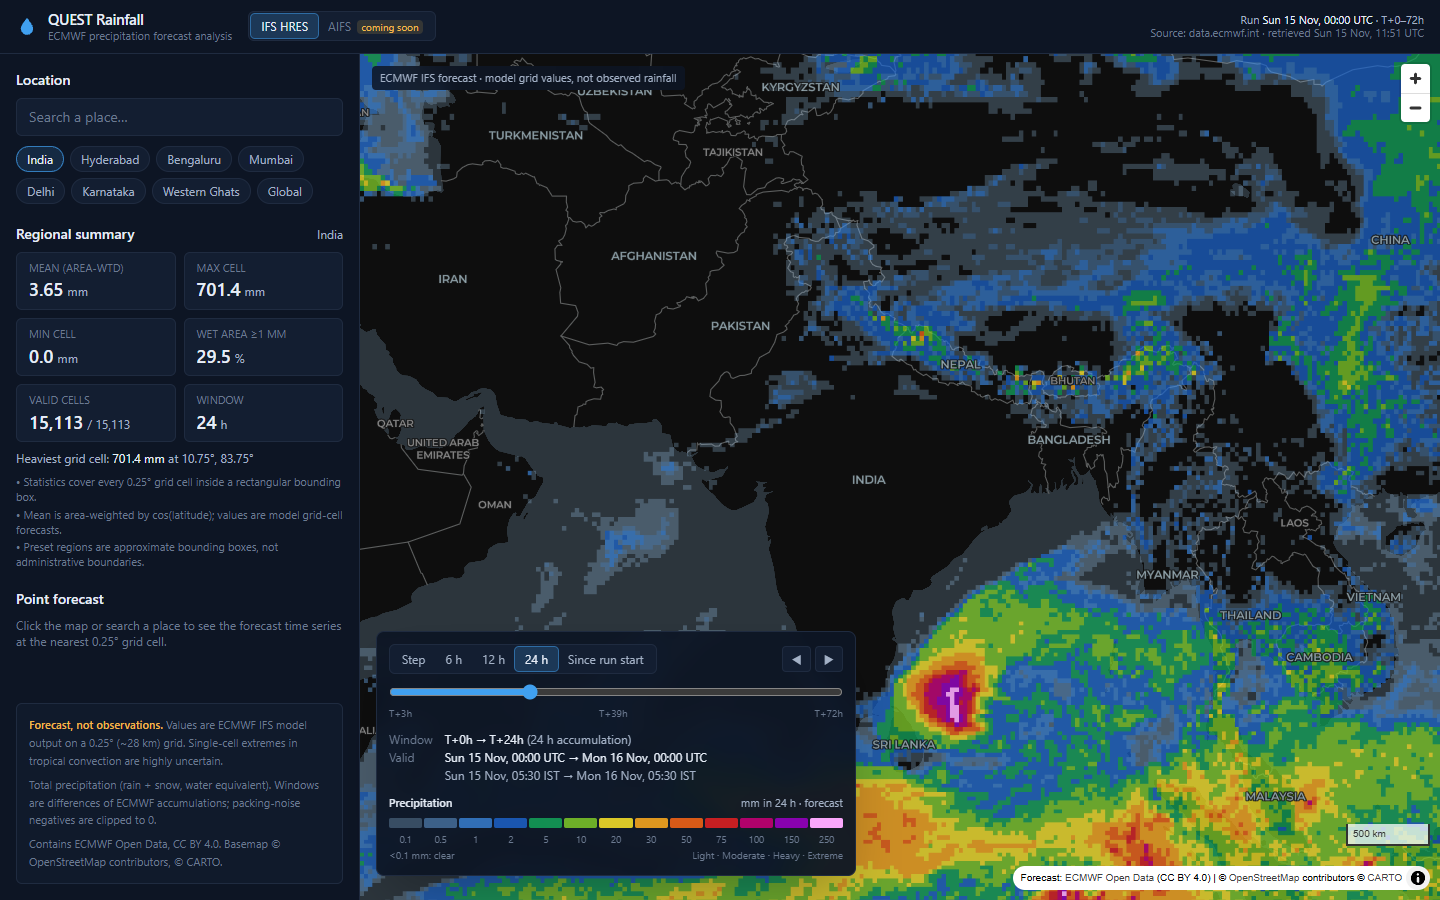 QUEST Rainfall
ECMWF precipitation forecast analysis
IFS HRES
AIFS coming soon
Run Sun 15 Nov, 00:00 UTC · T+0–72h
Source: data.ecmwf.int · retrieved Sun 15 Nov, 11:51 UTC
Location
Search a place...
India
Hyderabad
Bengaluru
Mumbai
Delhi
Karnataka
Western Ghats
Global
Regional summary
India
MEAN (AREA-WTD)
3.65 mm
MAX CELL
701.4 mm
MIN CELL
0.0 mm
WET AREA ≥1 MM
29.5 %
VALID CELLS
15,113 / 15,113
WINDOW
24 h
Heaviest grid cell: 701.4 mm at 10.75°, 83.75°
• Statistics cover every 0.25° grid cell inside a rectangular bounding
box.
• Mean is area-weighted by cos(latitude); values are model grid-cell
forecasts.
• Preset regions are approximate bounding boxes, not
administrative boundaries.
Point forecast
Click the map or search a place to see the forecast time series
at the nearest 0.25° grid cell.
Forecast, not observations. Values are ECMWF IFS model
output on a 0.25° (~28 km) grid. Single-cell extremes in
tropical convection are highly uncertain.
Total precipitation (rain + snow, water equivalent). Windows
are differences of ECMWF accumulations; packing-noise
negatives are clipped to 0.
Contains ECMWF Open Data, CC BY 4.0. Basemap ©
OpenStreetMap contributors, © CARTO.
ECMWF IFS forecast · model grid values, not observed rainfall
UZBEKISTAN
KYRGYZSTAN
TURKMENISTAN
TAJIKISTAN
AFGHANISTAN
IRAN
CHINA
PAKISTAN
NEPAL
BHUTAN
QATAR
UNITED ARAB
EMIRATES
BANGLADESH
INDIA
OMAN
LAOS
MYANMAR
VIETNAM
THAILAND
CAMBODIA
SRI LANKA
MALAYSIA
+
−
Step
6 h
12 h
24 h
Since run start
◀
▶
T+3h
T+39h
T+72h
Window T+0h → T+24h (24 h accumulation)
Valid Sun 15 Nov, 00:00 UTC → Mon 16 Nov, 00:00 UTC
Sun 15 Nov, 05:30 IST → Mon 16 Nov, 05:30 IST
Precipitation
mm in 24 h · forecast
0.1 0.5 1 2 5 10 20 30 50 75 100 150 250
<0.1 mm: clear
Light · Moderate · Heavy · Extreme
500 km
Forecast: ECMWF Open Data (CC BY 4.0) | © OpenStreetMap contributors © CARTO